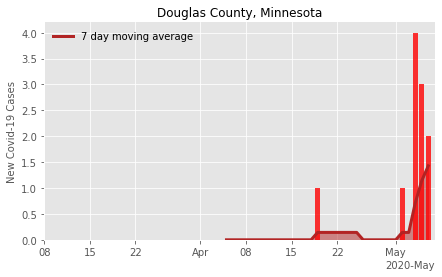 Douglas County, Minnesota
7 day moving average
New Covid-19 Cases
4.0
3.5
3.0
2.5
2.0
1.5
1.0
0.5
0.0
08 15 22 Apr 08 15 22 May
2020-May